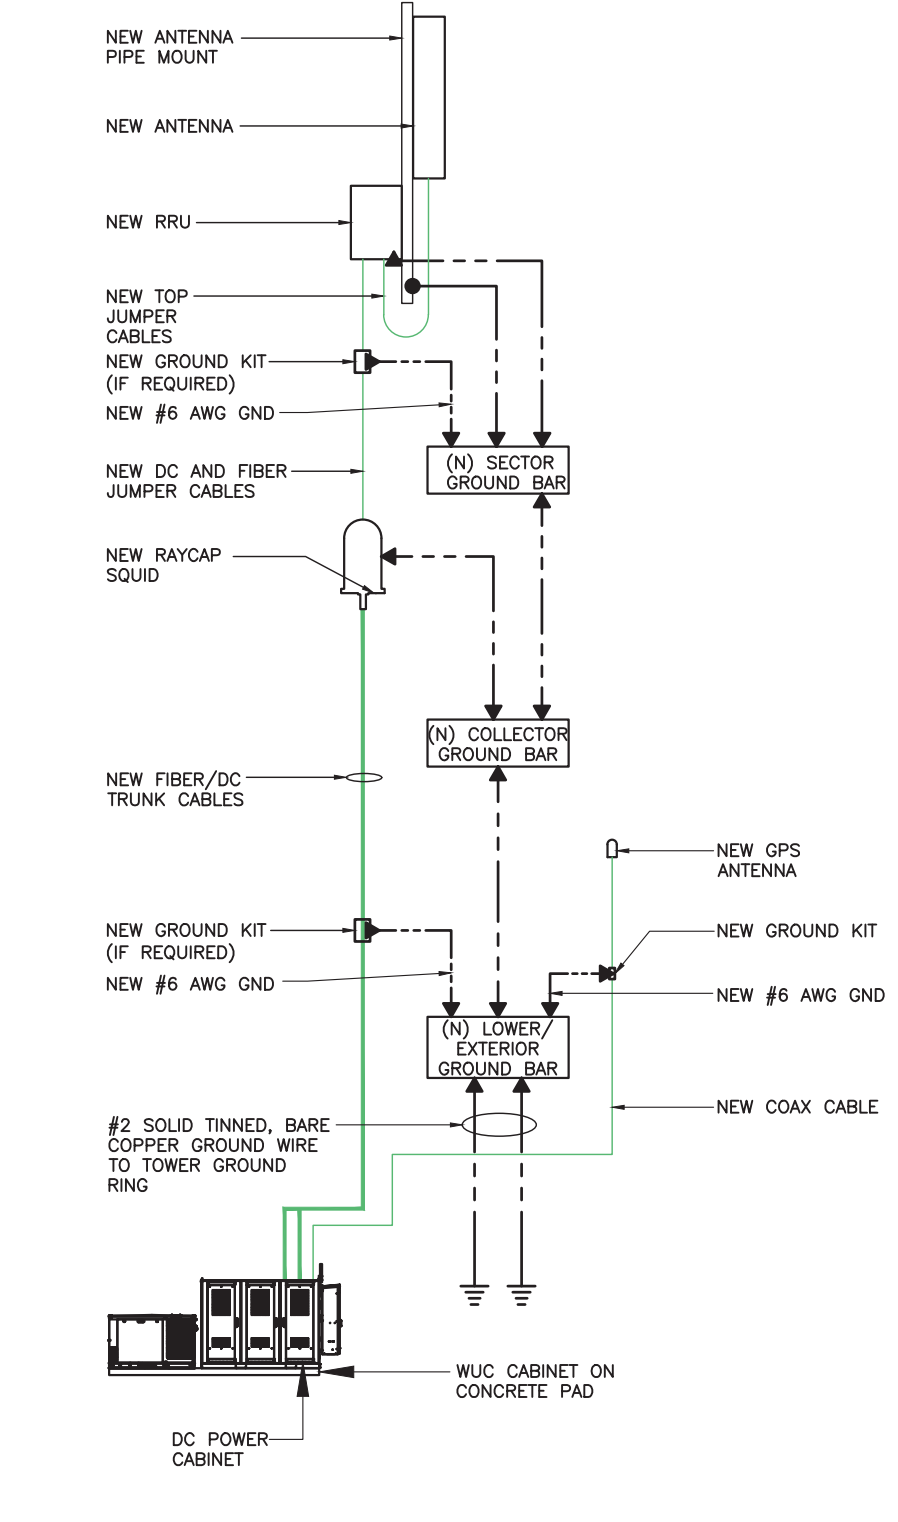 NEW ANTENNA
PIPE MOUNT
NEW ANTENNA
NEW RRU
NEW TOP
JUMPER
CABLES
NEW GROUND KIT
(IF REQUIRED)
NEW #6 AWG GND
(N) SECTOR
GROUND BAR
NEW DC AND FIBER
JUMPER CABLES
NEW RAYCAP
SQUID
(N) COLLECTOR
GROUND BAR
NEW FIBER/DC
TRUNK CABLES
NEW GPS
ANTENNA
NEW GROUND KIT
(IF REQUIRED)
NEW #6 AWG GND
NEW GROUND KIT
NEW #6 AWG GND
(N) LOWER/
EXTERIOR
GROUND BAR
NEW COAX CABLE
#2 SOLID TINNED, BARE
COPPER GROUND WIRE
TO TOWER GROUND
RING
WUC CABINET ON
CONCRETE PAD
DC POWER
CABINET